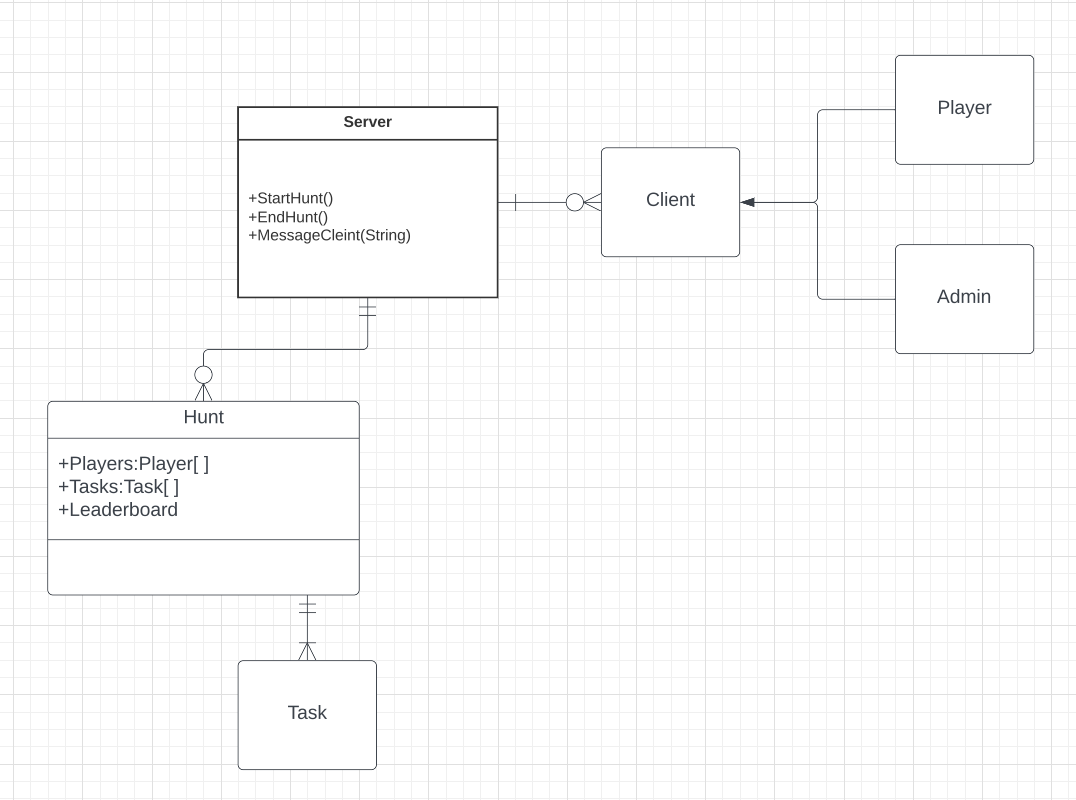 Server
+StartHunt()
+EndHunt()
+MessageCleint(String)
Client
Player
Admin
Hunt
+Players:Player[ ]
+Tasks:Task[ ]
+Leaderboard
Task